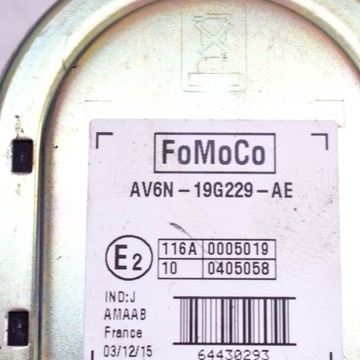 FoMoCo
AV6N-19G229-AE
E2
116A 0005019
10 0405058
IND:J
AMAAB
France
03/12/15
64430293